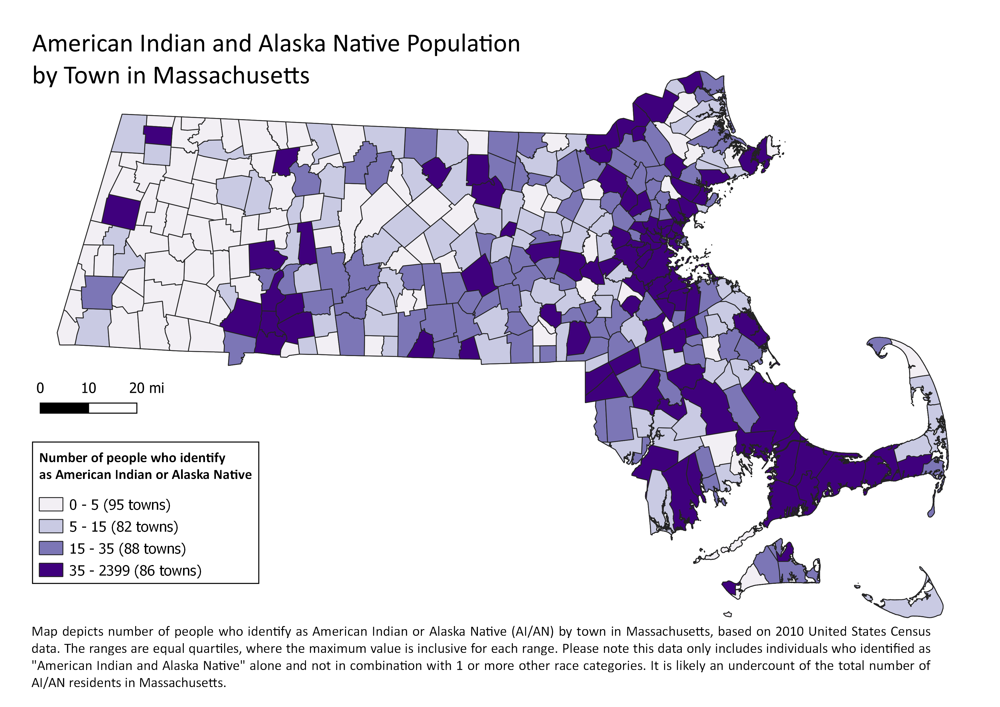 American Indian and Alaska Native Population
by Town in Massachusetts
0 10 20 mi
Number of people who identify
as American Indian or Alaska Native
0 - 5 (95 towns)
5 - 15 (82 towns)
15 - 35 (88 towns)
35 - 2399 (86 towns)
Map depicts number of people who identify as American Indian or Alaska Native (AI/AN) by town in Massachusetts, based on 2010 United States Census
data. The ranges are equal quartiles, where the maximum value is inclusive for each range. Please note this data only includes individuals who identified as
"American Indian and Alaska Native" alone and not in combination with 1 or more other race categories. It is likely an undercount of the total number of
AI/AN residents in Massachusetts.